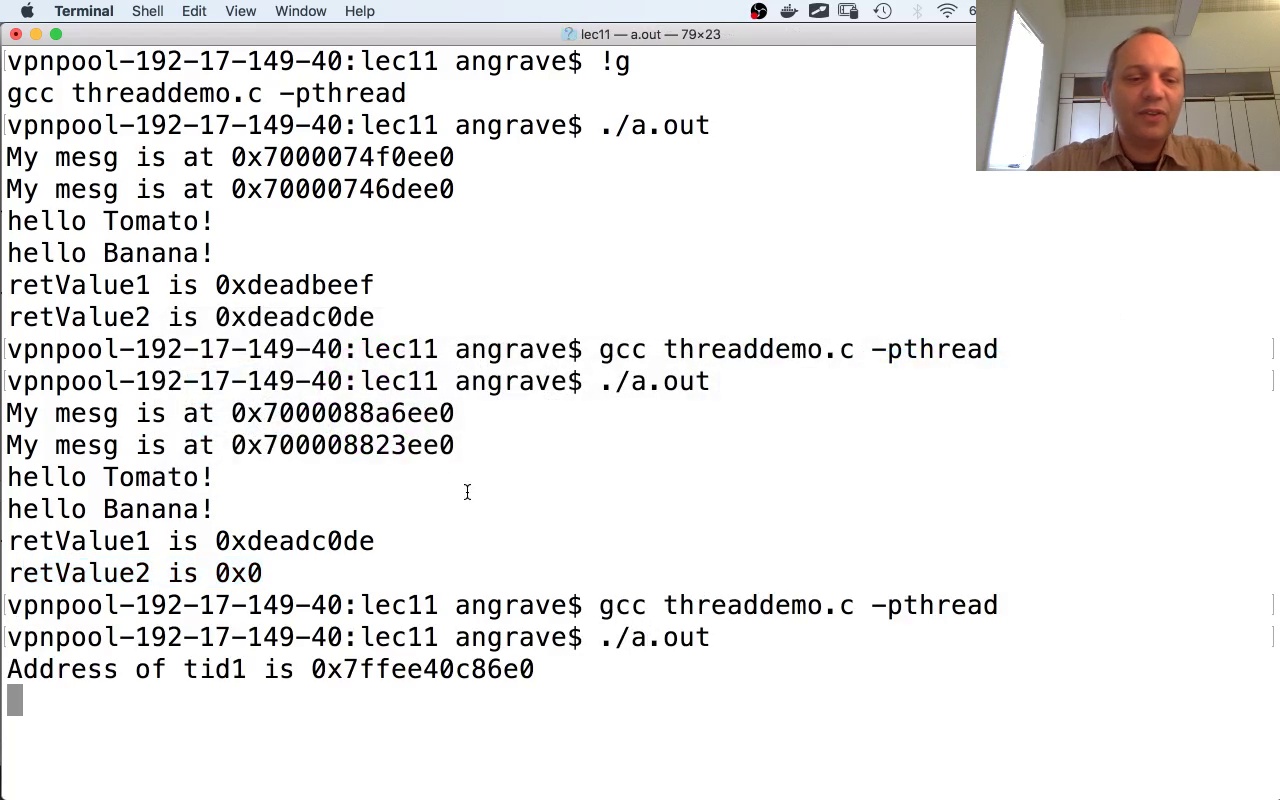 Terminal Shell Edit View Window Help 6
lec11 — a.out — 79×23
vpnpool-192-17-149-40:lec11 angrave$ !g
gcc threaddemo.c -pthread
vpnpool-192-17-149-40:lec11 angrave$ ./a.out
My mesg is at 0x7000074f0ee0
My mesg is at 0x70000746dee0
hello Tomato!
hello Banana!
retValue1 is 0xdeadbeef
retValue2 is 0xdeadc0de
vpnpool-192-17-149-40:lec11 angrave$ gcc threaddemo.c -pthread
vpnpool-192-17-149-40:lec11 angrave$ ./a.out
My mesg is at 0x7000088a6ee0
My mesg is at 0x700008823ee0
hello Tomato!
hello Banana!
retValue1 is 0xdeadc0de
retValue2 is 0x0
vpnpool-192-17-149-40:lec11 angrave$ gcc threaddemo.c -pthread
vpnpool-192-17-149-40:lec11 angrave$ ./a.out
Address of tid1 is 0x7ffee40c86e0